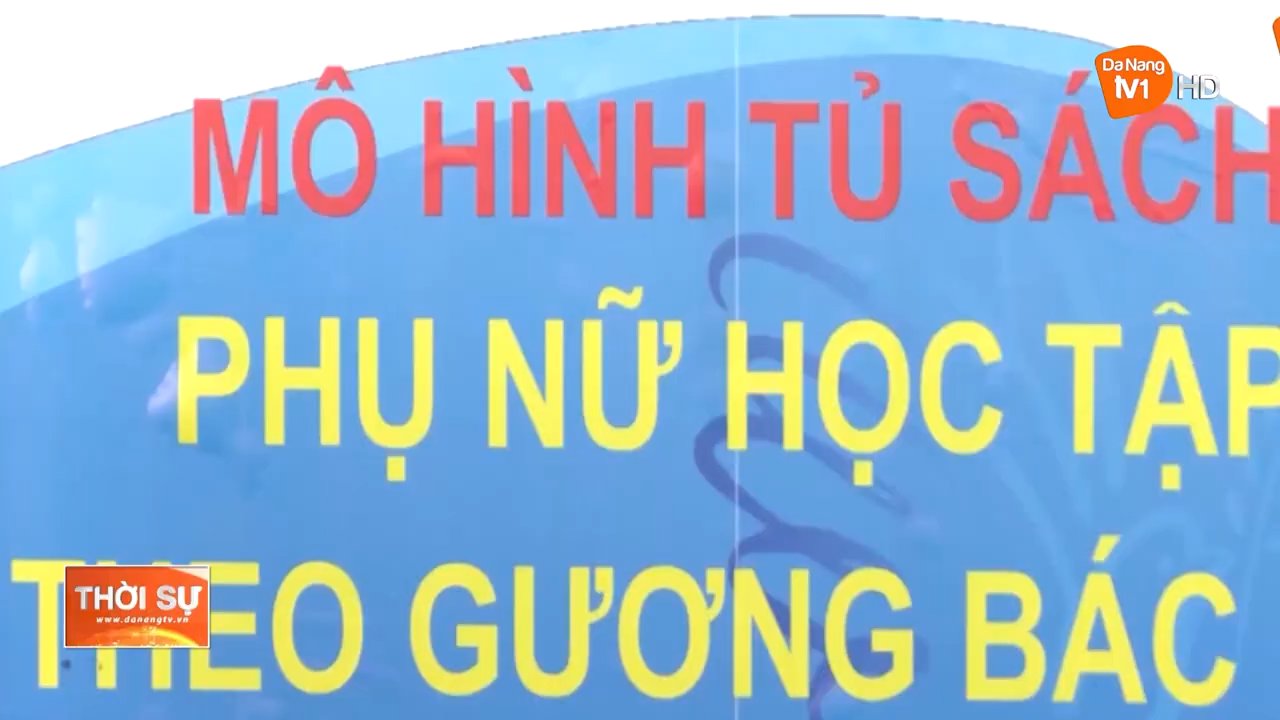 Da Nang
tv1 HD
MÔ HÌNH TỦ SÁCH
PHỤ NỮ HỌC TẬP
THEO GƯƠNG BÁC
THỜI SỰ
www.danangtv.vn